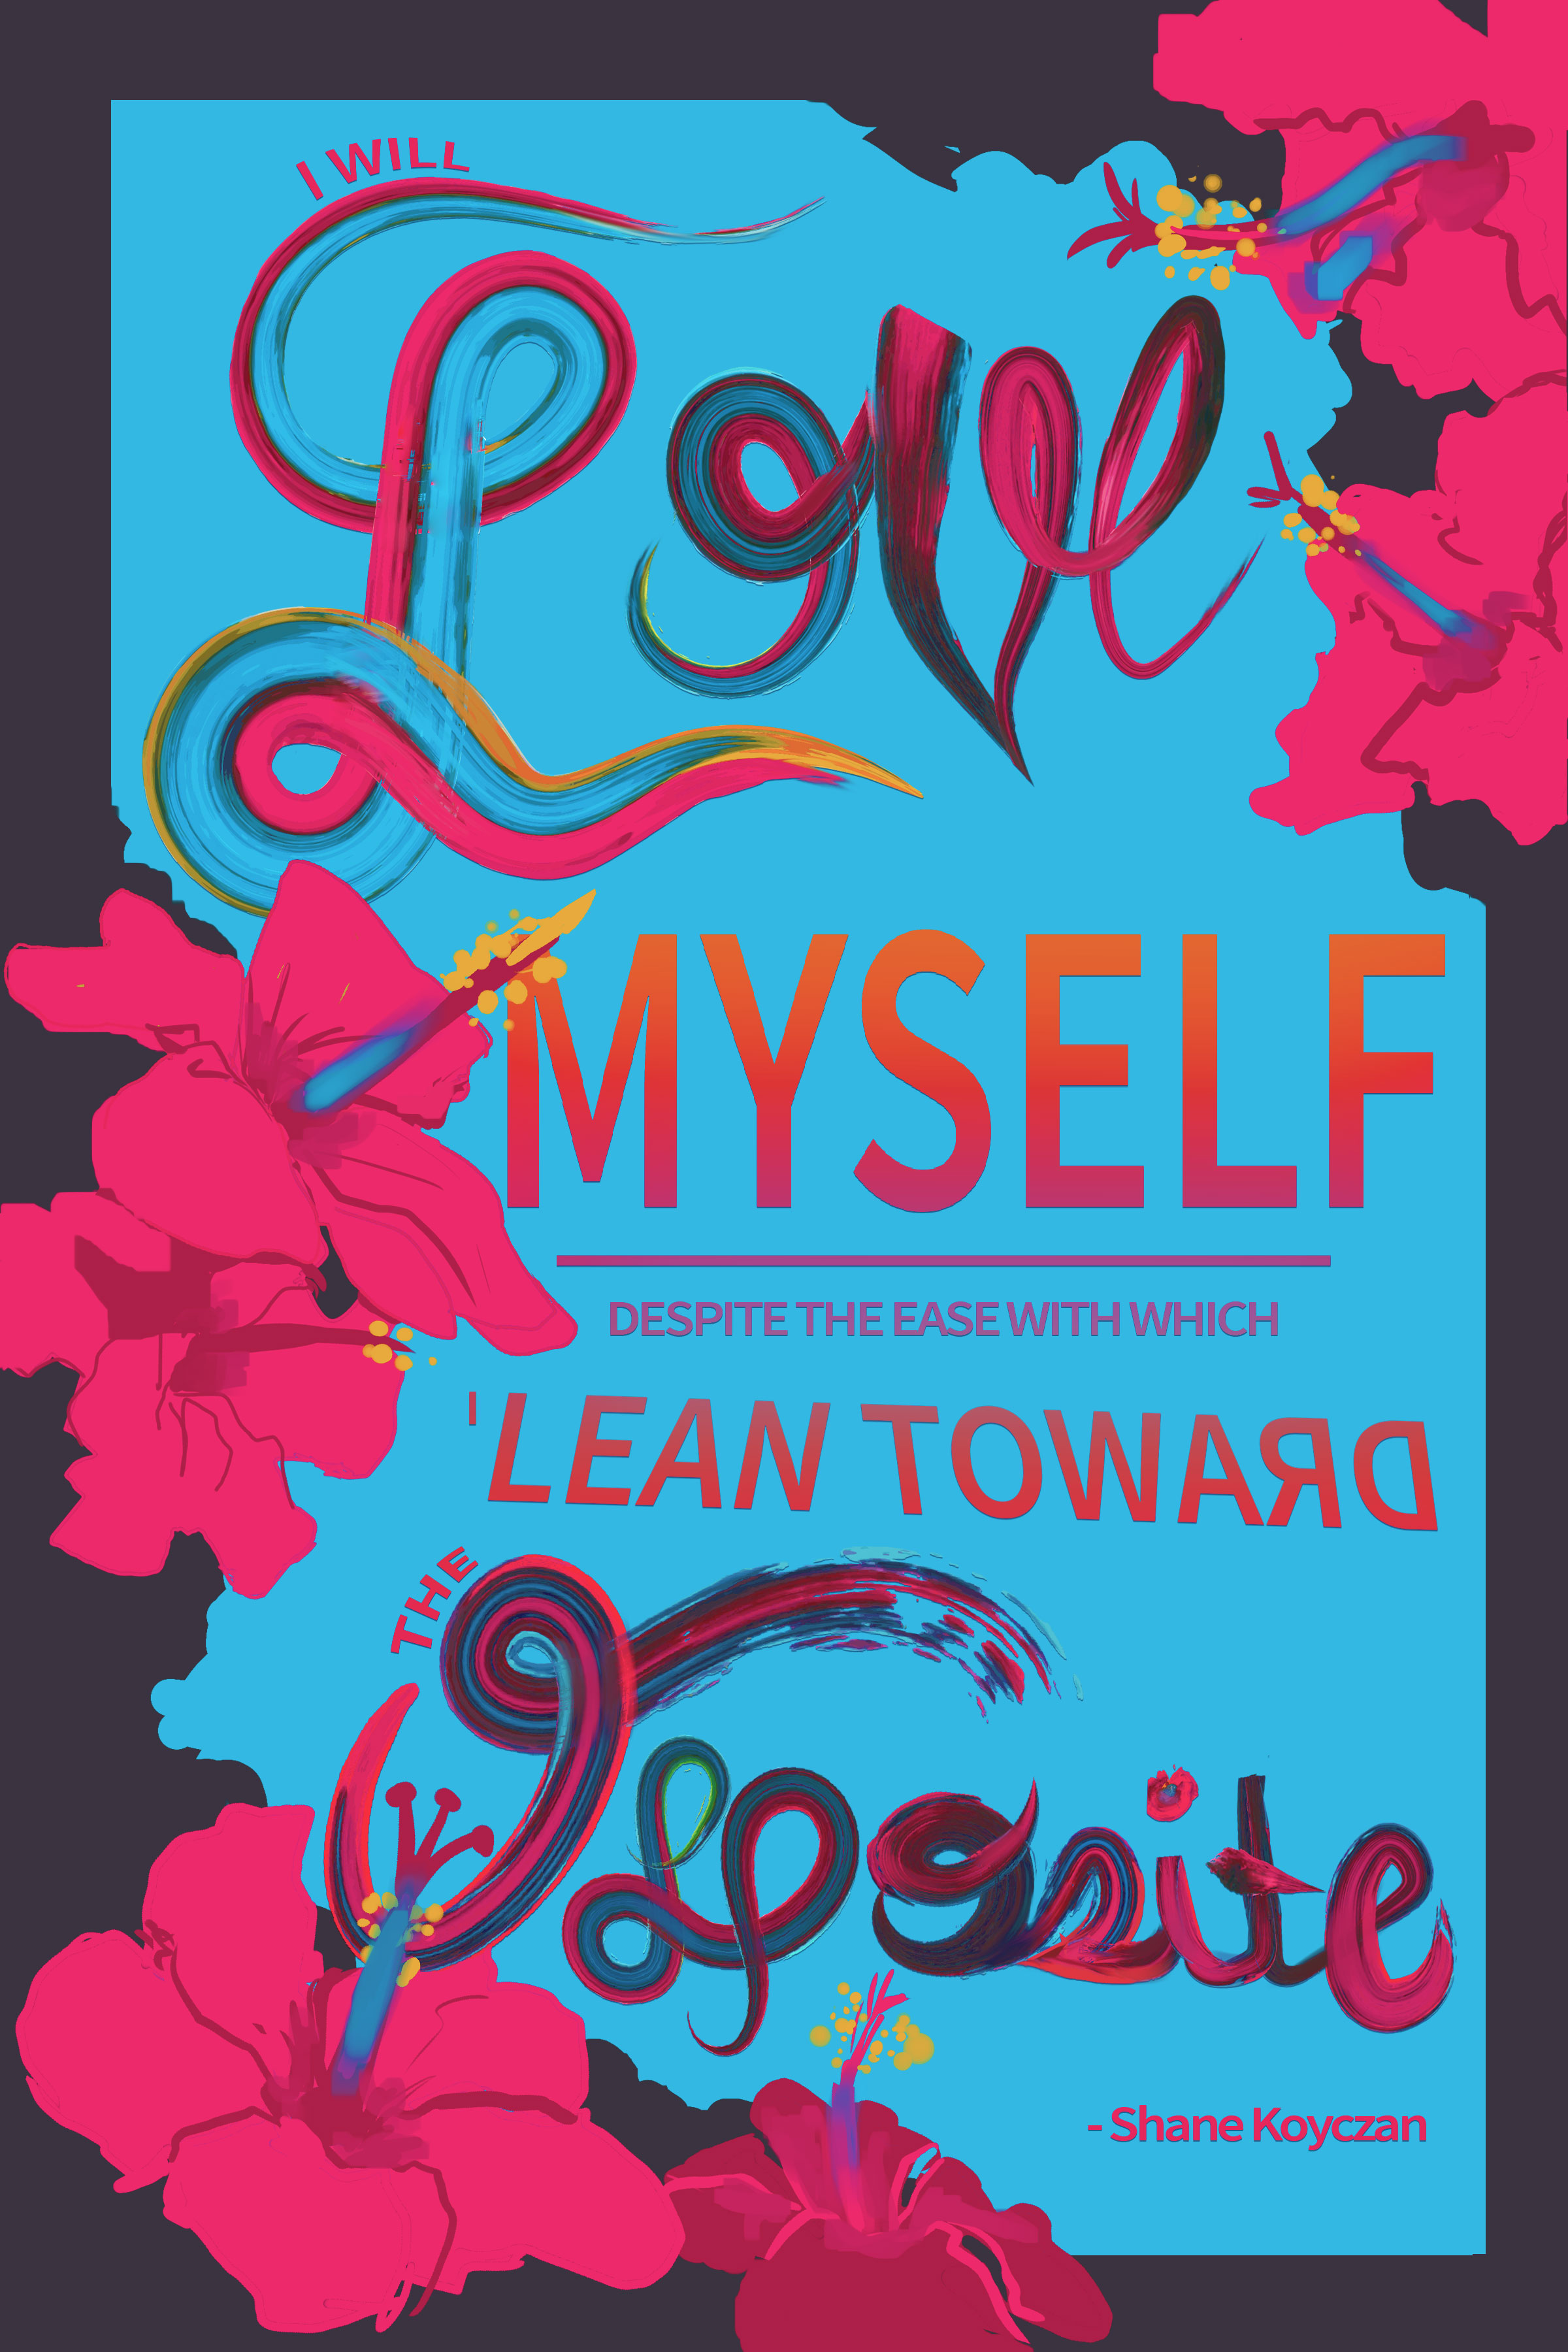 I WILL
Love
MYSELF
DESPITE THE EASE WITH WHICH
I LEAN TOWARD
THE
Opposite
- Shane Koyczan